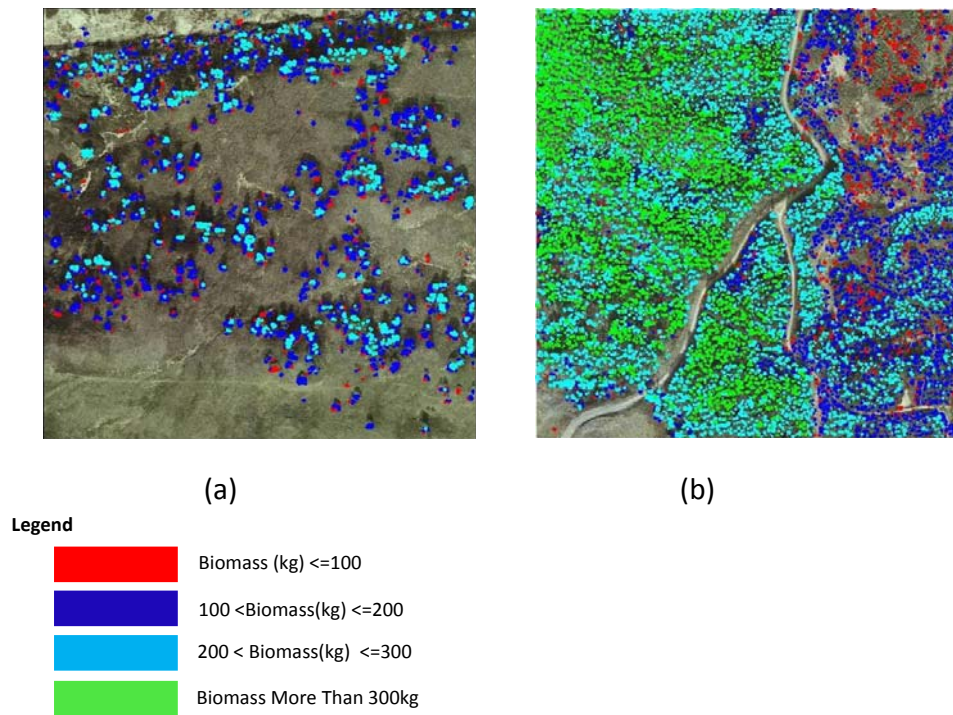 (a)
(b)
Legend
Biomass (kg) <=100
100 <Biomass(kg) <=200
200 < Biomass(kg) <=300
Biomass More Than 300kg